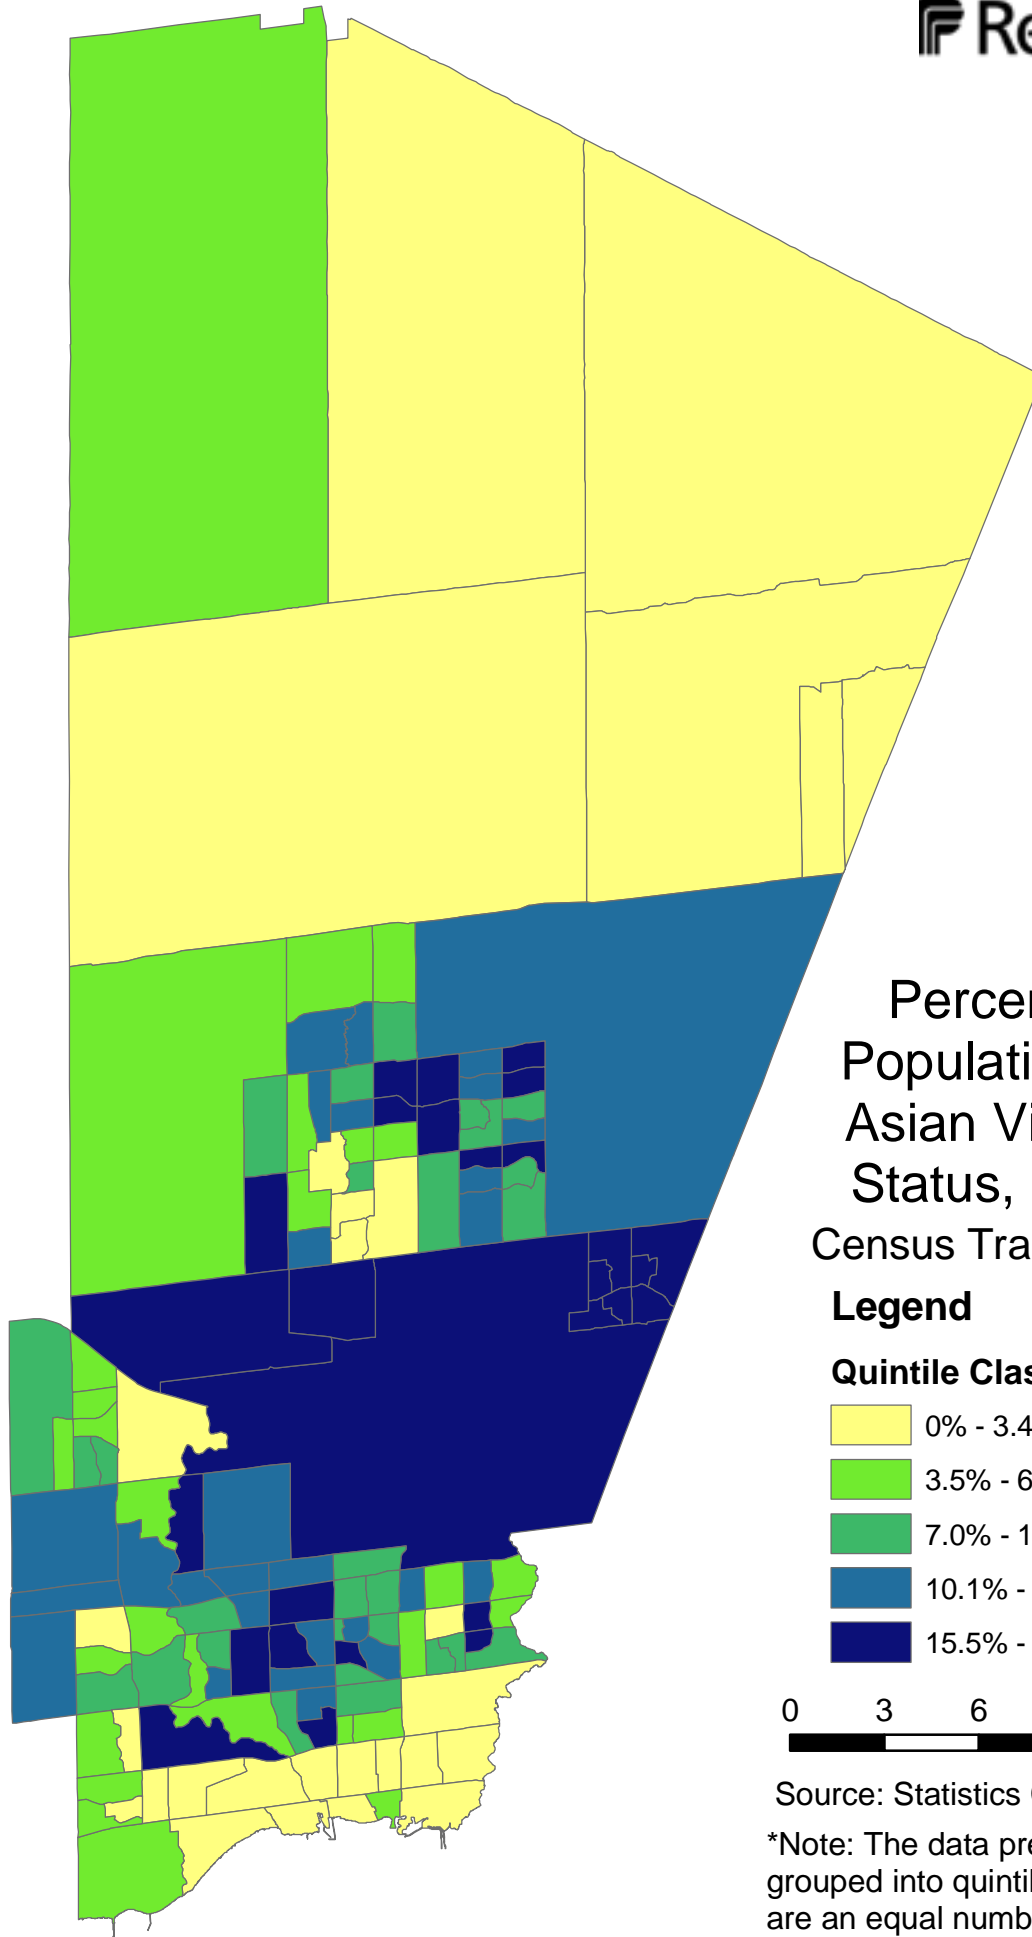 Re
Percen
Populati
Asian Vi
Status,
Census Tra
Legend
Quintile Clas
0% - 3.4
3.5% - 6
7.0% - 1
10.1% -
15.5% -
0 3 6
Source: Statistics
*Note: The data pre
grouped into quintil
are an equal numb